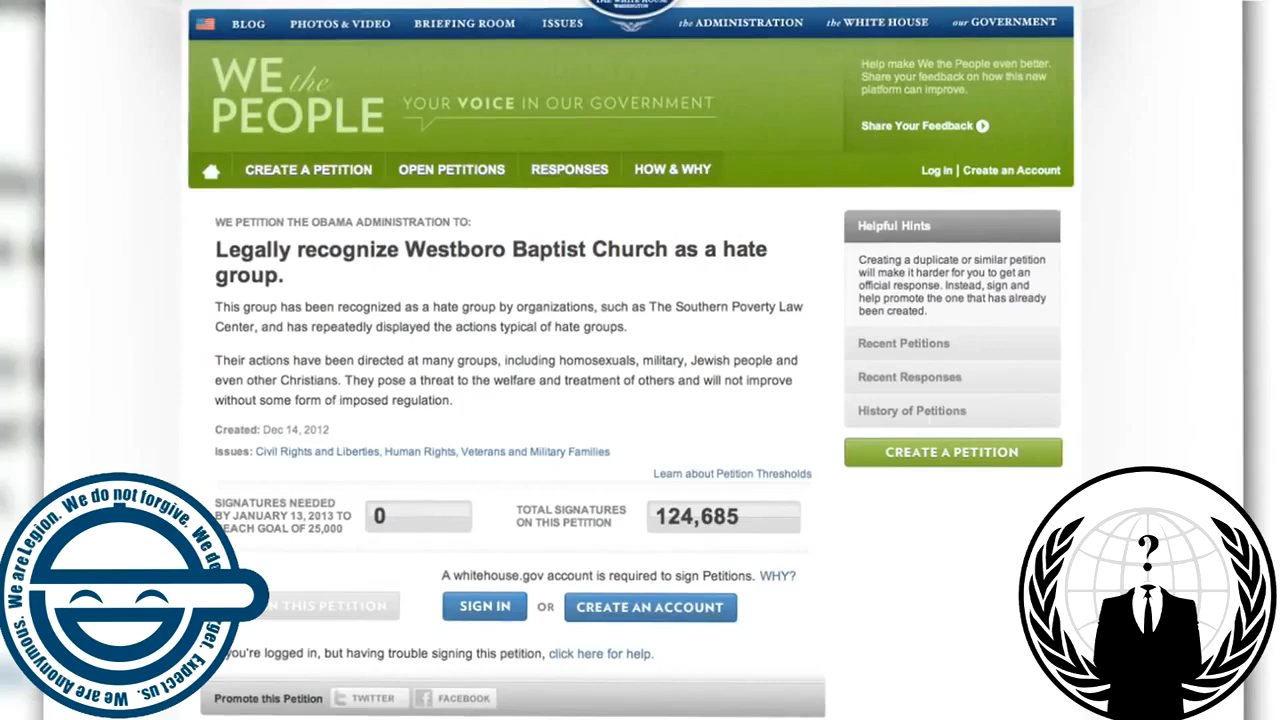 THE WHITE HOUSE
WASHINGTON
BLOG PHOTOS & VIDEO BRIEFING ROOM ISSUES the ADMINISTRATION the WHITE HOUSE our GOVERNMENT
WE the
PEOPLE
YOUR VOICE IN OUR GOVERNMENT
Help make We the People even better.
Share your feedback on how this new
platform can improve.
Share Your Feedback
CREATE A PETITION OPEN PETITIONS RESPONSES HOW & WHY
Log In | Create an Account
WE PETITION THE OBAMA ADMINISTRATION TO:
Legally recognize Westboro Baptist Church as a hate
group.
This group has been recognized as a hate group by organizations, such as The Southern Poverty Law
Center, and has repeatedly displayed the actions typical of hate groups.
Their actions have been directed at many groups, including homosexuals, military, Jewish people and
even other Christians. They pose a threat to the welfare and treatment of others and will not improve
without some form of imposed regulation.
Created: Dec 14, 2012
Issues: Civil Rights and Liberties, Human Rights, Veterans and Military Families
Learn about Petition Thresholds
SIGNATURES NEEDED
BY JANUARY 13, 2013 TO
EACH GOAL OF 25,000
0
TOTAL SIGNATURES
ON THIS PETITION
124,685
A whitehouse.gov account is required to sign Petitions. WHY?
N THIS PETITION
SIGN IN OR CREATE AN ACCOUNT
you're logged in, but having trouble signing this petition, click here for help.
Promote this Petition TWITTER FACEBOOK
Helpful Hints
Creating a duplicate or similar petition
will make it harder for you to get an
official response. Instead, sign and
help promote the one that has already
been created.
Recent Petitions
Recent Responses
History of Petitions
CREATE A PETITION
We are Anonymous. We are Legion. We do not forgive. We do get. Expect us.
?